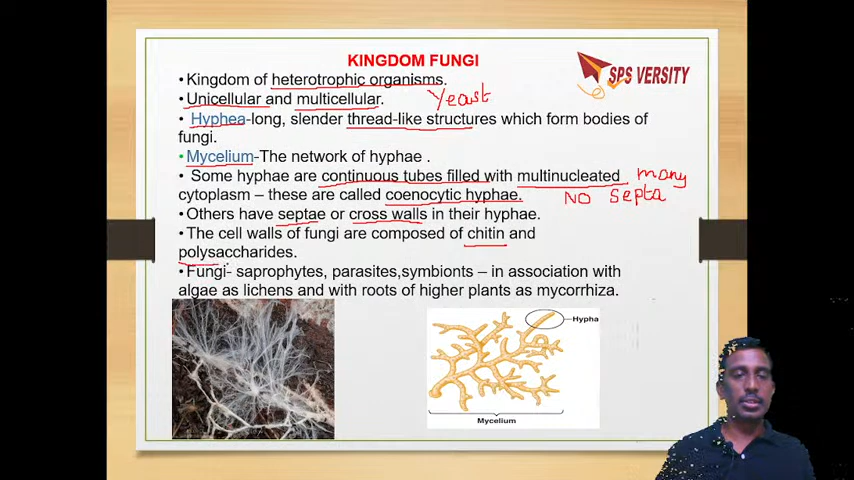 KINGDOM FUNGI
SPS VERSITY
•Kingdom of heterotrophic organisms.
•Unicellular and multicellular. Yeast
• Hyphea-long, slender thread-like structures which form bodies of
fungi.
• Mycelium-The network of hyphae .
• Some hyphae are continuous tubes filled with multinucleated many
cytoplasm – these are called coenocytic hyphae. NO Septa
•Others have septae or cross walls in their hyphae.
•The cell walls of fungi are composed of chitin and
polysaccharides.
•Fungi- saprophytes, parasites,symbionts – in association with
algae as lichens and with roots of higher plants as mycorrhiza.
Hypha
Mycelium